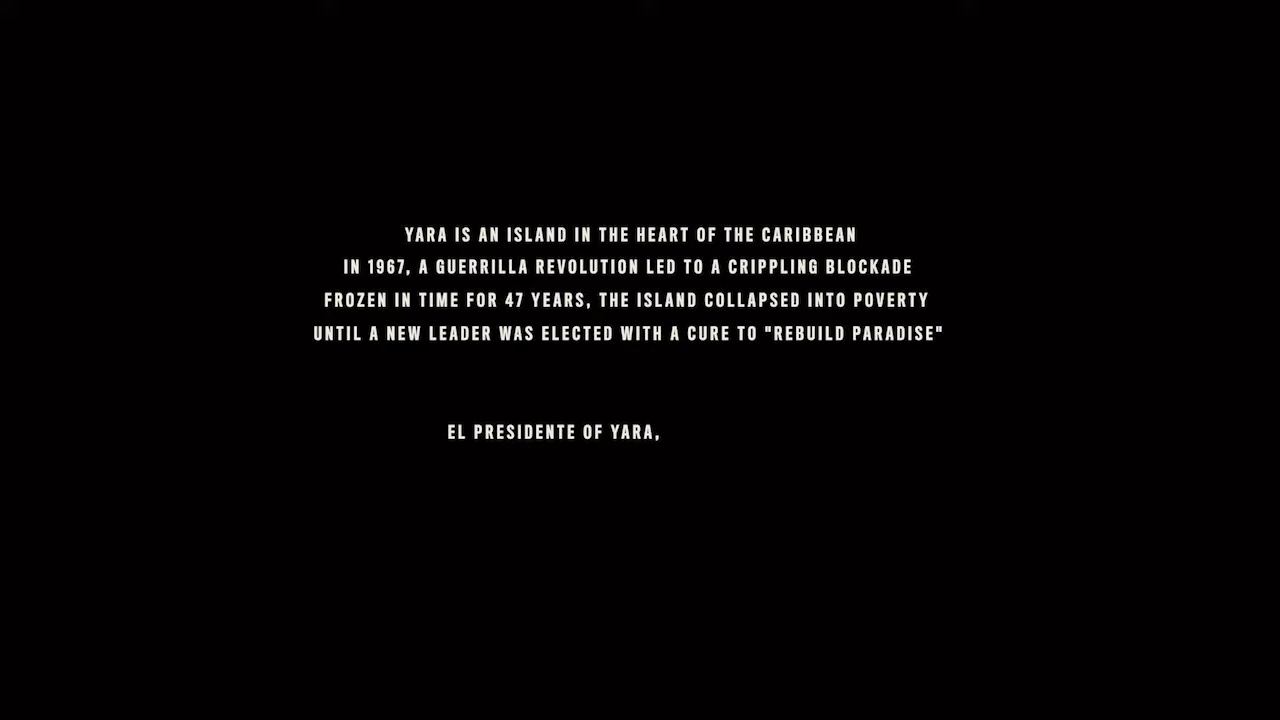 YARA IS AN ISLAND IN THE HEART OF THE CARIBBEAN
IN 1967, A GUERRILLA REVOLUTION LED TO A CRIPPLING BLOCKADE
FROZEN IN TIME FOR 47 YEARS, THE ISLAND COLLAPSED INTO POVERTY
UNTIL A NEW LEADER WAS ELECTED WITH A CURE TO "REBUILD PARADISE"
EL PRESIDENTE OF YARA,